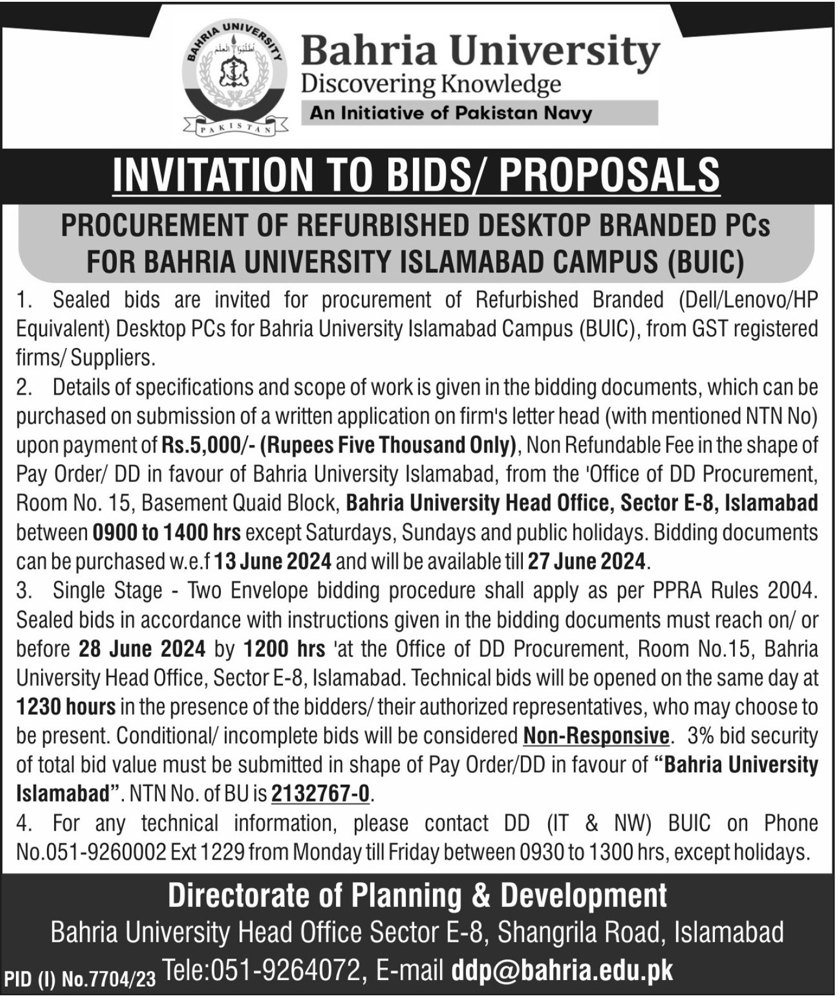 BAHRIA UNIVERSITY
PAKISTAN
Bahria University
Discovering Knowledge
An Initiative of Pakistan Navy
INVITATION TO BIDS/ PROPOSALS
PROCUREMENT OF REFURBISHED DESKTOP BRANDED PCs
FOR BAHRIA UNIVERSITY ISLAMABAD CAMPUS (BUIC)
1. Sealed bids are invited for procurement of Refurbished Branded (Dell/Lenovo/HP
Equivalent) Desktop PCs for Bahria University Islamabad Campus (BUIC), from GST registered
firms/ Suppliers.
2. Details of specifications and scope of work is given in the bidding documents, which can be
purchased on submission of a written application on firm's letter head (with mentioned NTN No)
upon payment of Rs.5,000/- (Rupees Five Thousand Only), Non Refundable Fee in the shape of
Pay Order/ DD in favour of Bahria University Islamabad, from the 'Office of DD Procurement,
Room No. 15, Basement Quaid Block, Bahria University Head Office, Sector E-8, Islamabad
between 0900 to 1400 hrs except Saturdays, Sundays and public holidays. Bidding documents
can be purchased w.e.f 13 June 2024 and will be available till 27 June 2024.
3. Single Stage - Two Envelope bidding procedure shall apply as per PPRA Rules 2004.
Sealed bids in accordance with instructions given in the bidding documents must reach on/ or
before 28 June 2024 by 1200 hrs 'at the Office of DD Procurement, Room No.15, Bahria
University Head Office, Sector E-8, Islamabad. Technical bids will be opened on the same day at
1230 hours in the presence of the bidders/ their authorized representatives, who may choose to
be present. Conditional/ incomplete bids will be considered Non-Responsive. 3% bid security
of total bid value must be submitted in shape of Pay Order/DD in favour of “Bahria University
Islamabad”. NTN No. of BU is 2132767-0.
4. For any technical information, please contact DD (IT & NW) BUIC on Phone
No.051-9260002 Ext 1229 from Monday till Friday between 0930 to 1300 hrs, except holidays.
Directorate of Planning & Development
Bahria University Head Office Sector E-8, Shangrila Road, Islamabad
PID (I) No.7704/23 Tele:051-9264072, E-mail ddp@bahria.edu.pk